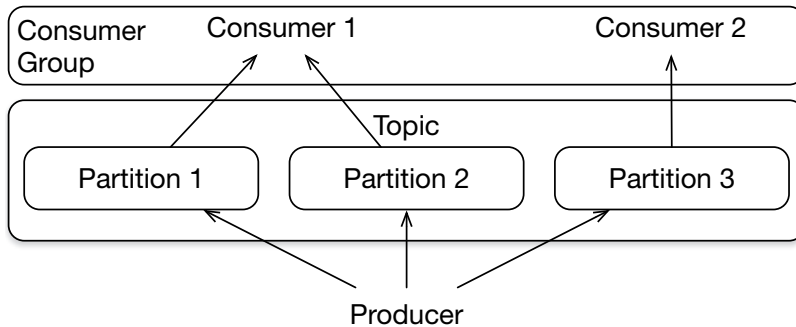 Consumer Group
Consumer 1
Consumer 2
Topic
Partition 1
Partition 2
Partition 3
Producer